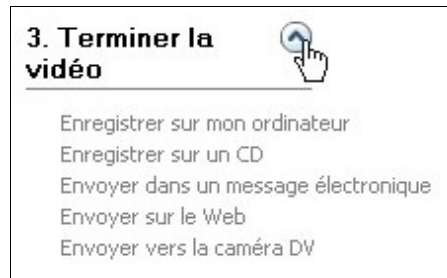 3. Terminer la
vidéo
Enregistrer sur mon ordinateur
Enregistrer sur un CD
Envoyer dans un message électronique
Envoyer sur le Web
Envoyer vers la caméra DV